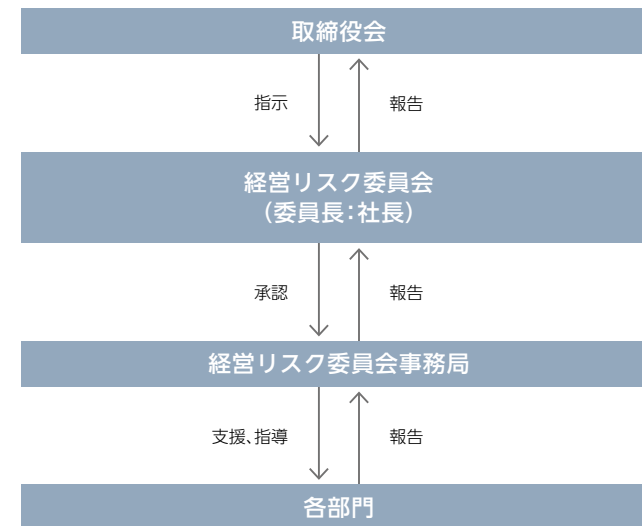 取締役会
指示
報告
経営リスク委員会
（委員長：社長）
承認
報告
経営リスク委員会事務局
支援、指導
報告
各部門